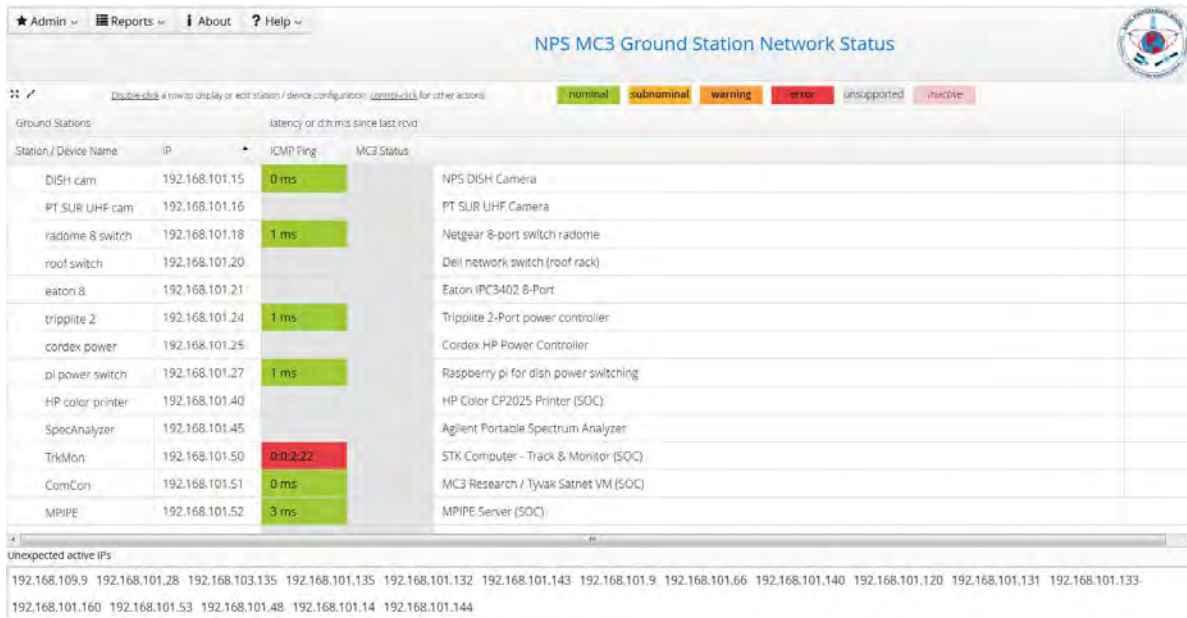 Admin Reports About Help
NPS MC3 Ground Station Network Status
Double-click a row to display or edit station / device configuration; control-click for other actions
nominal subnominal warning error unsupported inactive
Ground Stations latency or d:h:m:s since last rcvd
Station / Device Name IP ICMP Ping MC3 Status
DISH cam 192.168.101.15 0 ms NPS DISH Camera
PT SUR UHF cam 192.168.101.16 PT SUR UHF Camera
radome 8 switch 192.168.101.18 1 ms Netgear 8-port switch radome
roof switch 192.168.101.20 Dell network switch (roof rack)
eaton 8 192.168.101.21 Eaton IPC3402 8-Port
tripplite 2 192.168.101.24 1 ms Tripplite 2-Port power controller
cordex power 192.168.101.25 Cordex HP Power Controller
pi power switch 192.168.101.27 1 ms Raspberry pi for dish power switching
HP color printer 192.168.101.40 HP Color CP2025 Printer (SOC)
SpecAnalyzer 192.168.101.45 Agilent Portable Spectrum Analyzer
TrkMon 192.168.101.50 0:0:2:22 STK Computer - Track & Monitor (SOC)
ComCon 192.168.101.51 0 ms MC3 Research / Tyvak Satnet VM (SOC)
MPIPE 192.168.101.52 3 ms MPIPE Server (SOC)
Unexpected active IPs
192.168.109.9 192.168.101.28 192.168.103.135 192.168.101.135 192.168.101.132 192.168.101.143 192.168.101.9 192.168.101.66 192.168.101.140 192.168.101.120 192.168.101.131 192.168.101.133
192.168.101.160 192.168.101.53 192.168.101.48 192.168.101.14 192.168.101.144